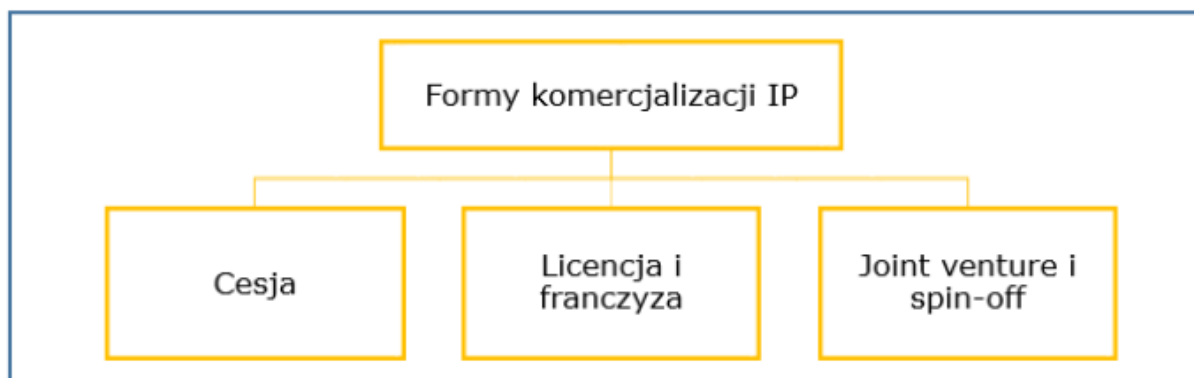 Formy komercjalizacji IP
Cesja
Licencja i
franczyza
Joint venture i
spin-off